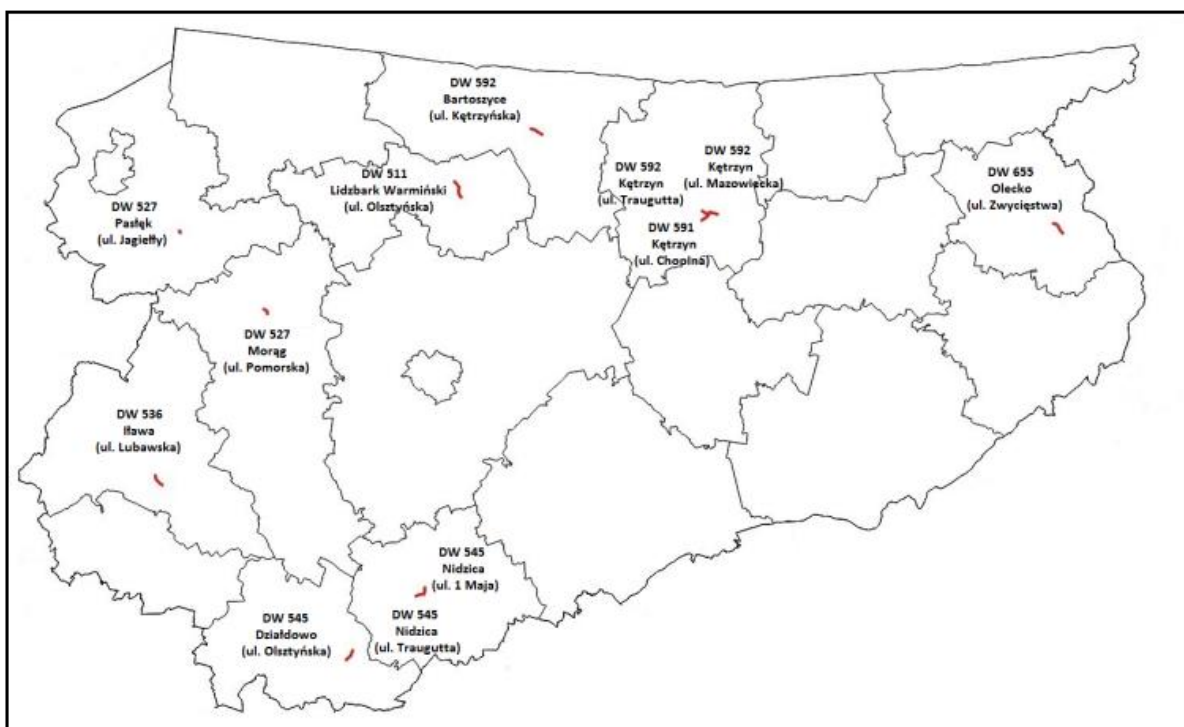 DW 592
Bartoszyce
(ul. Kętrzyńska)
DW 511
Lidzbark Warmiński
(ul. Olsztyńska)
DW 592
Kętrzyn
(ul. Traugutta)
DW 592
Kętrzyn
(ul. Mazowiecka)
DW 591
Kętrzyn
(ul. Chopina)
DW 655
Olecko
(ul. Zwycięstwa)
DW 527
Pasłęk
(ul. Jagiełły)
DW 527
Morąg
(ul. Pomorska)
DW 536
Iława
(ul. Lubawska)
DW 545
Nidzica
(ul. 1 Maja)
DW 545
Nidzica
(ul. Traugutta)
DW 545
Działdowo
(ul. Olsztyńska)